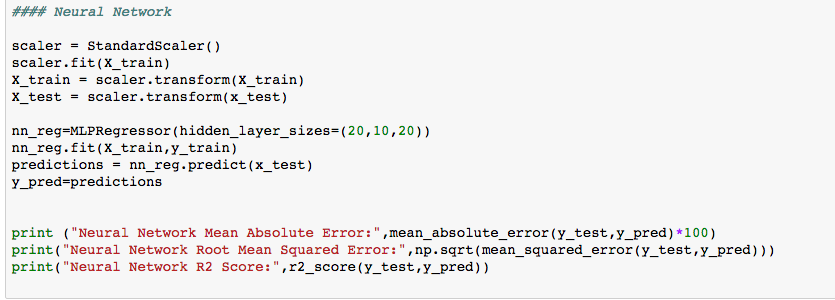 #### Neural Network
scaler = StandardScaler()
scaler.fit(X_train)
X_train = scaler.transform(X_train)
X_test = scaler.transform(x_test)
nn_reg=MLPRegressor(hidden_layer_sizes=(20,10,20))
nn_reg.fit(X_train,y_train)
predictions = nn_reg.predict(x_test)
y_pred=predictions
print ("Neural Network Mean Absolute Error:",mean_absolute_error(y_test,y_pred)*100)
print("Neural Network Root Mean Squared Error:",np.sqrt(mean_squared_error(y_test,y_pred)))
print("Neural Network R2 Score:",r2_score(y_test,y_pred))